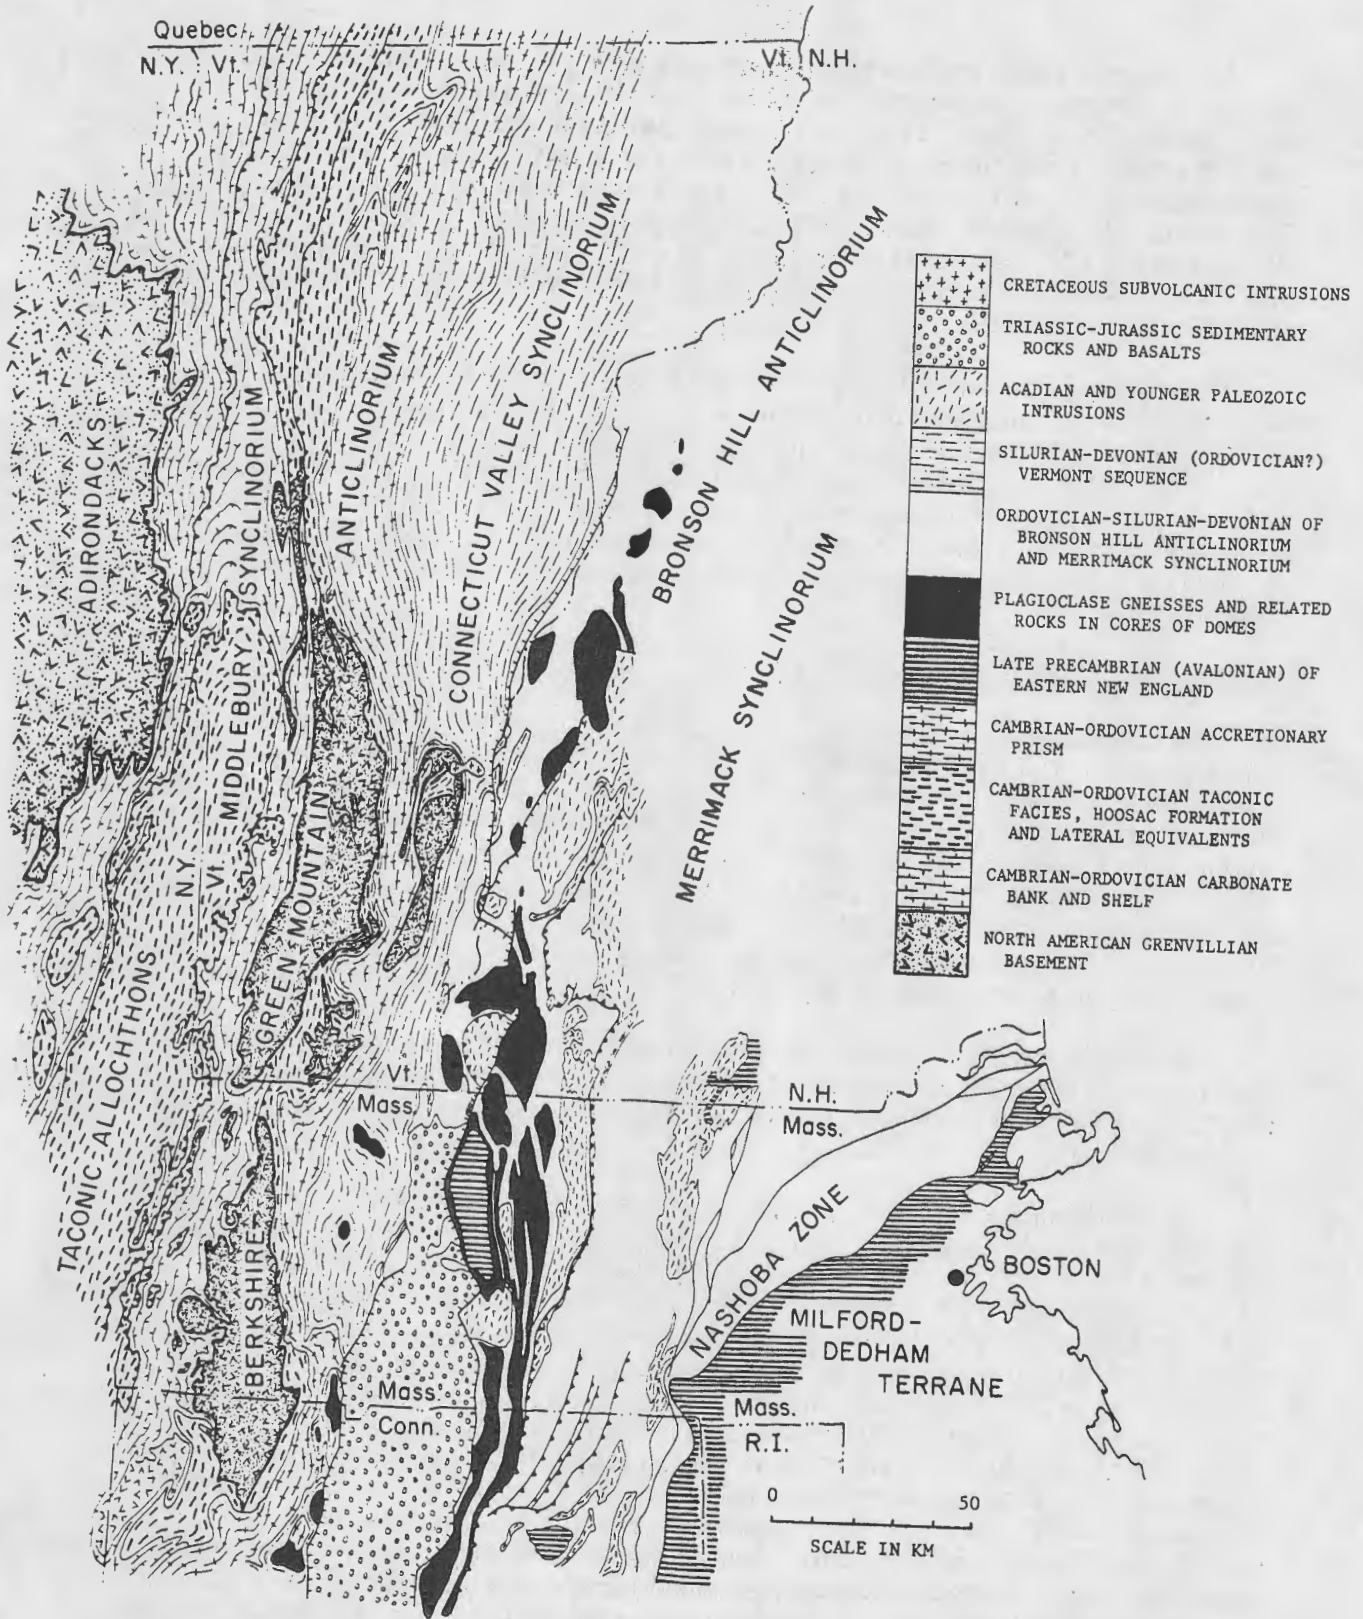 Quebec
N.Y. Vt.
Vt. N.H.
ADIRONDACKS
MIDDLEBURY SYNCLINORIUM
GREEN MOUNTAIN ANTICLINORIUM
CONNECTICUT VALLEY SYNCLINORIUM
BRONSON HILL ANTICLINORIUM
MERRIMACK SYNCLINORIUM
TACONIC ALLOCHTHONS
N.Y.
Vt.
CRETACEOUS SUBVOLCANIC INTRUSIONS
TRIASSIC-JURASSIC SEDIMENTARY
ROCKS AND BASALTS
ACADIAN AND YOUNGER PALEOZOIC
INTRUSIONS
SILURIAN-DEVONIAN (ORDOVICIAN?)
VERMONT SEQUENCE
ORDOVICIAN-SILURIAN-DEVONIAN OF
BRONSON HILL ANTICLINORIUM
AND MERRIMACK SYNCLINORIUM
PLAGIOCLASE GNEISSES AND RELATED
ROCKS IN CORES OF DOMES
LATE PRECAMBRIAN (AVALONIAN) OF
EASTERN NEW ENGLAND
CAMBRIAN-ORDOVICIAN ACCRETIONARY
PRISM
CAMBRIAN-ORDOVICIAN TACONIC
FACIES, HOOSAC FORMATION
AND LATERAL EQUIVALENTS
CAMBRIAN-ORDOVICIAN CARBONATE
BANK AND SHELF
NORTH AMERICAN GRENVILLIAN
BASEMENT
Vt.
Mass.
N.H.
Mass.
BERKSHIRE
NASHOBA ZONE
BOSTON
MILFORD-
DEDHAM
TERRANE
Mass.
Conn.
Mass.
R.I.
0 50
SCALE IN KM